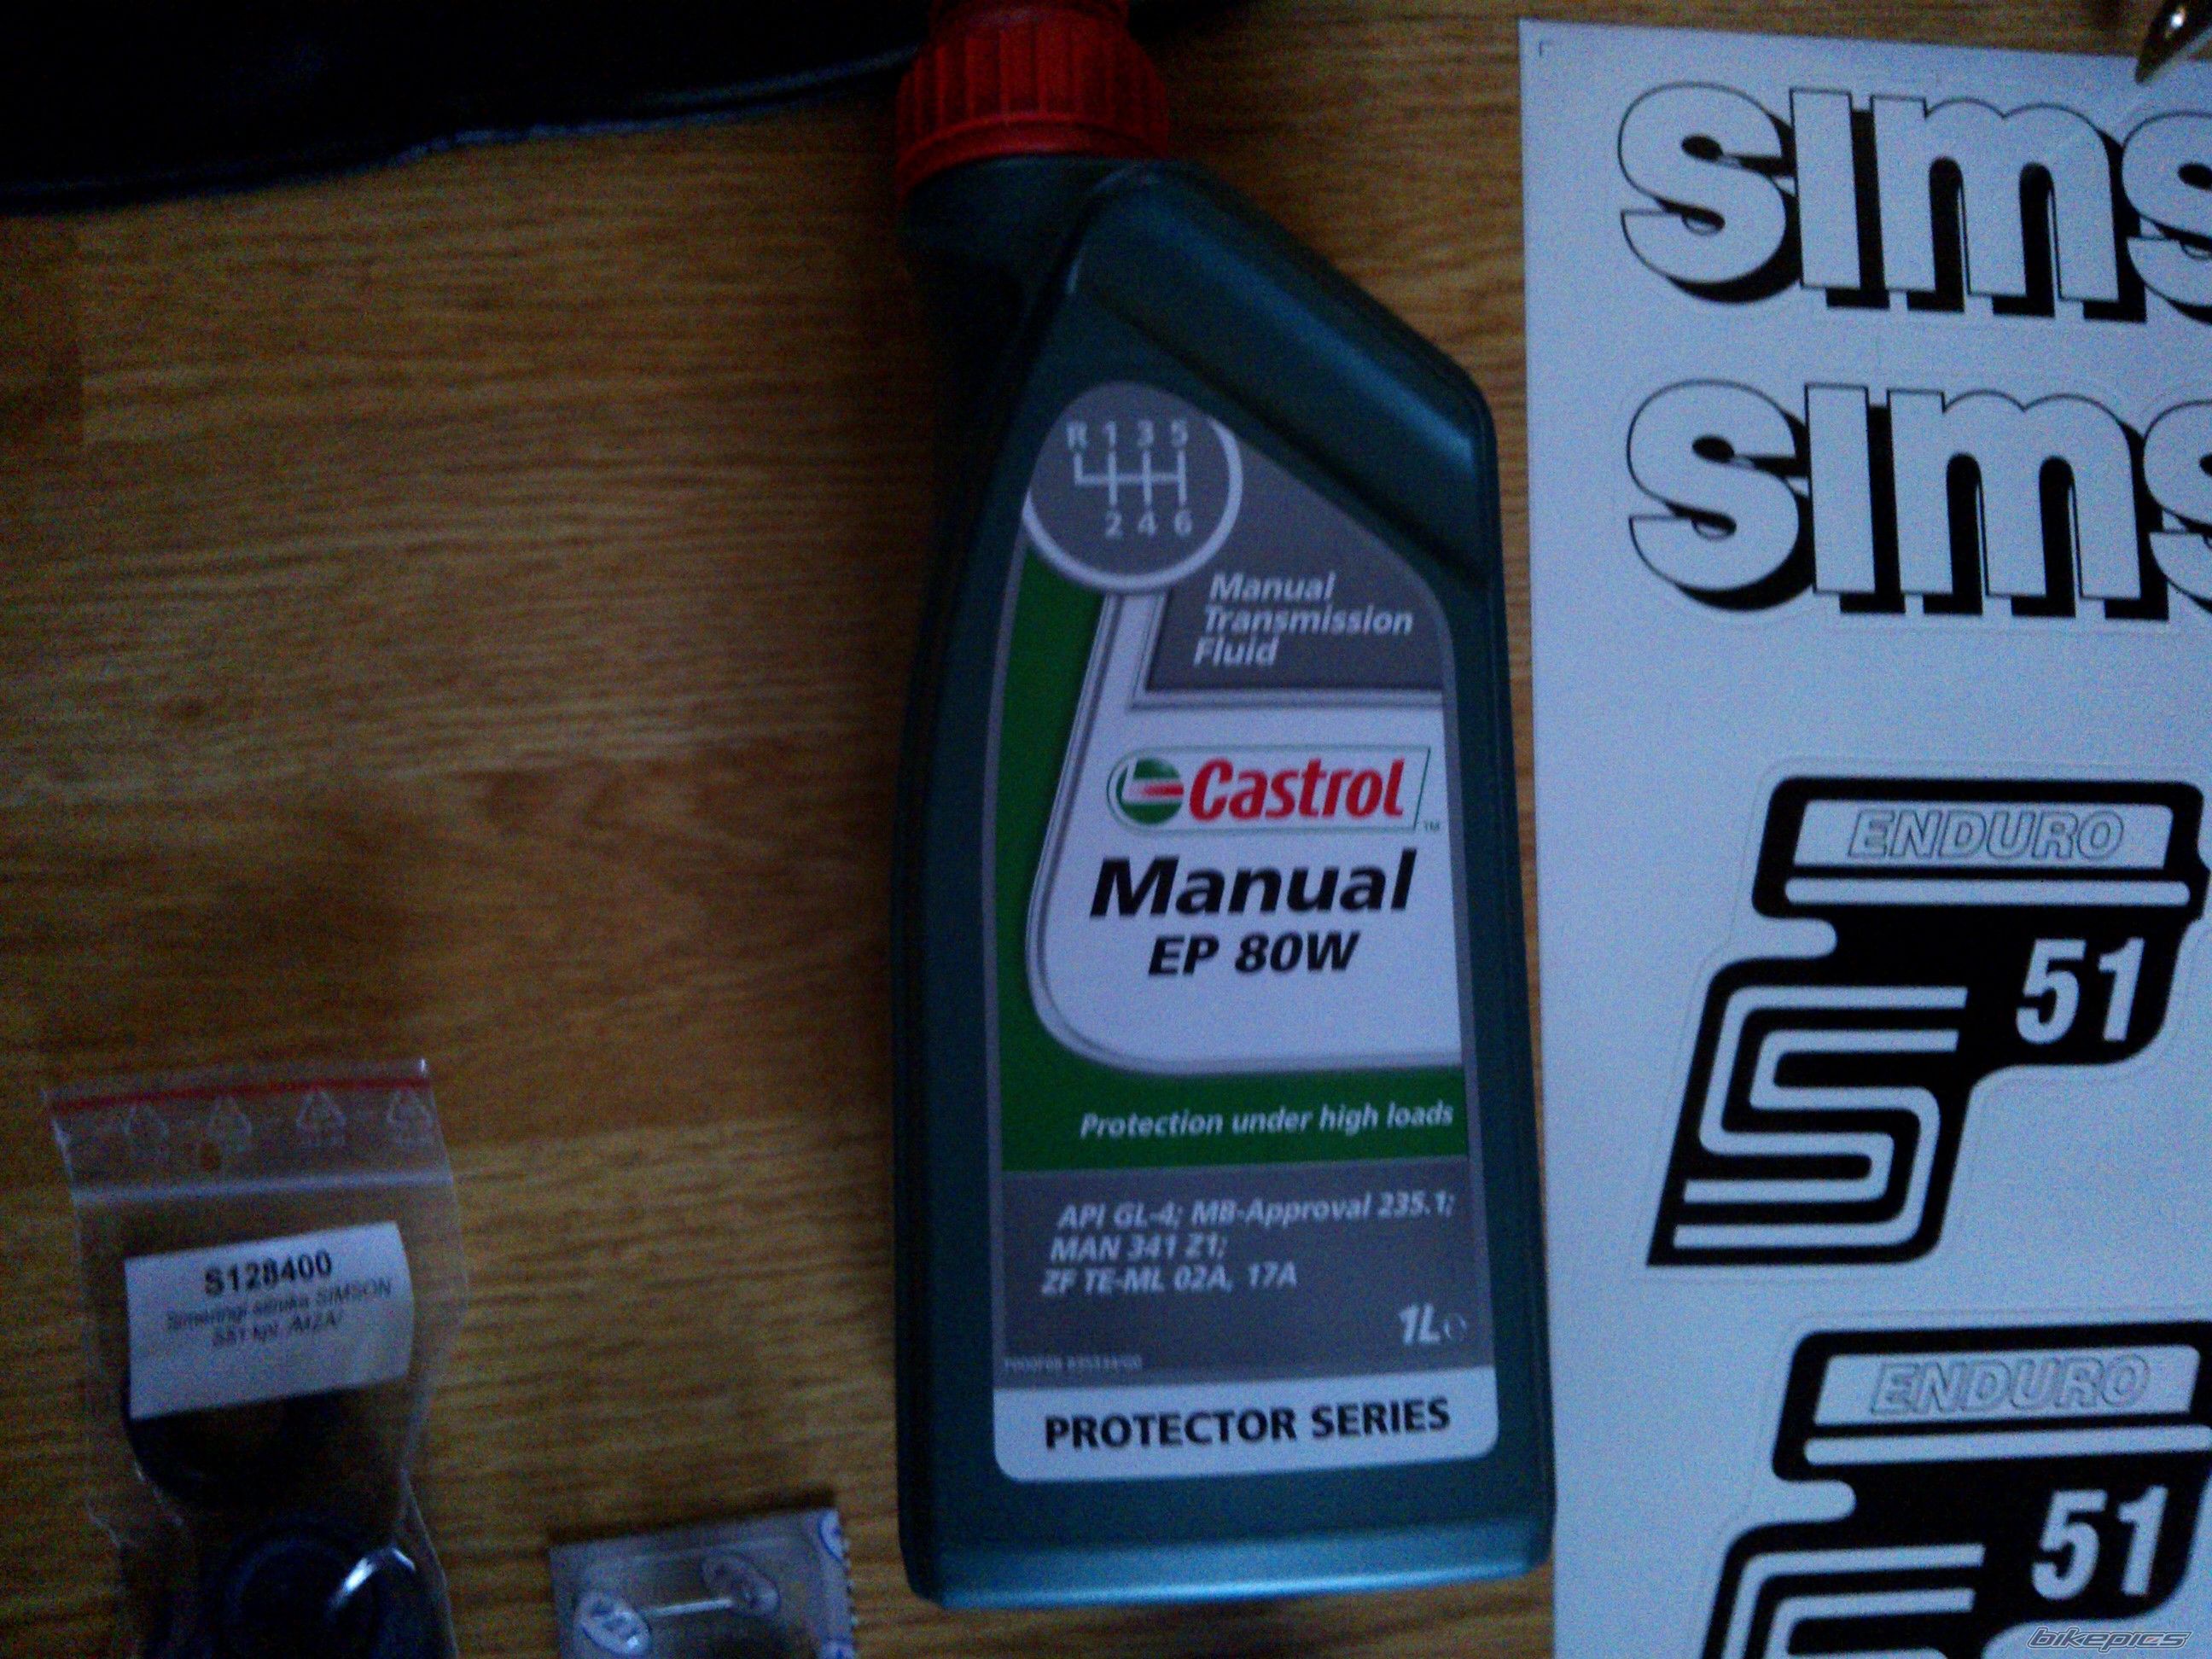 R 1 3 5
2 4 6
Manual
Transmission
Fluid
Castrol
TM
Manual
EP 80W
Protection under high loads
API GL-4; MB-Approval 235.1;
MAN 341 Z1;
ZF TE-ML 02A, 17A
1L e
PROTECTOR SERIES
S128400
SIMSON
sims
sims
ENDURO
S 51
ENDURO
S 51
bikepics